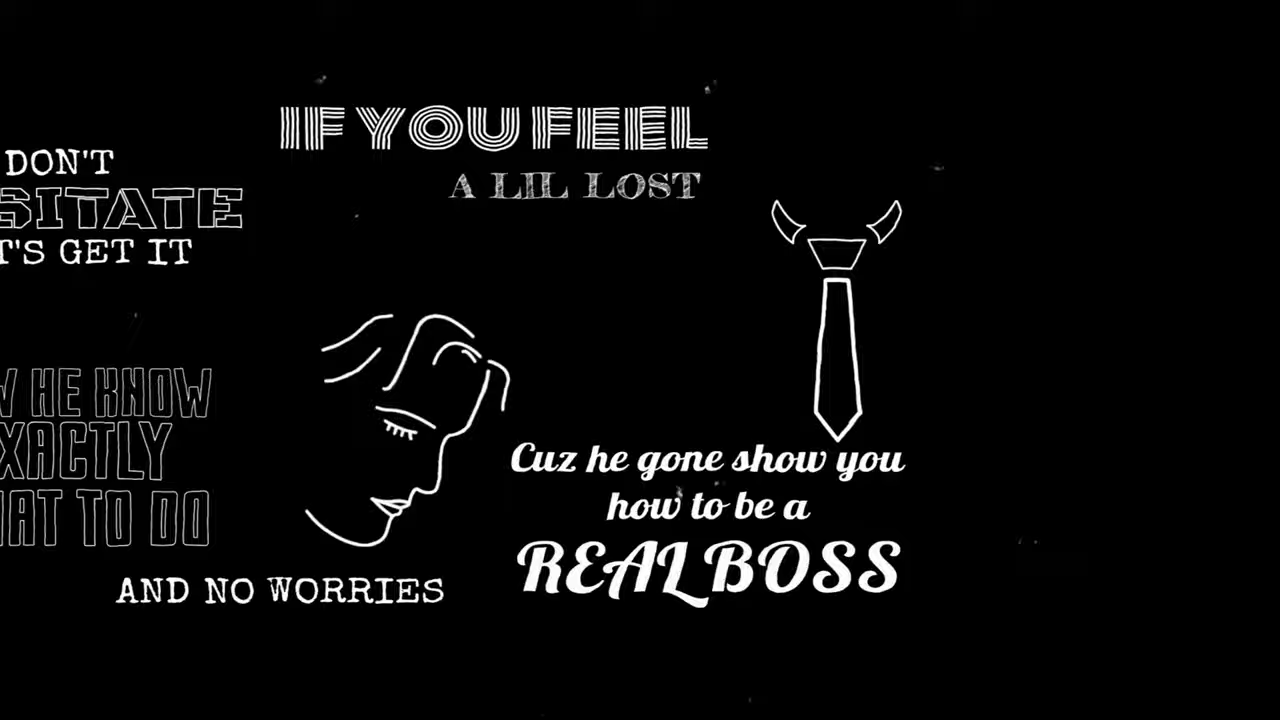 DON'T
SITATE
T'S GET IT
W HE KNOW
XACTLY
HAT TO DO
AND NO WORRIES
IF YOU FEEL
A LIL LOST
Cuz he gone show you
how to be a
REAL BOSS